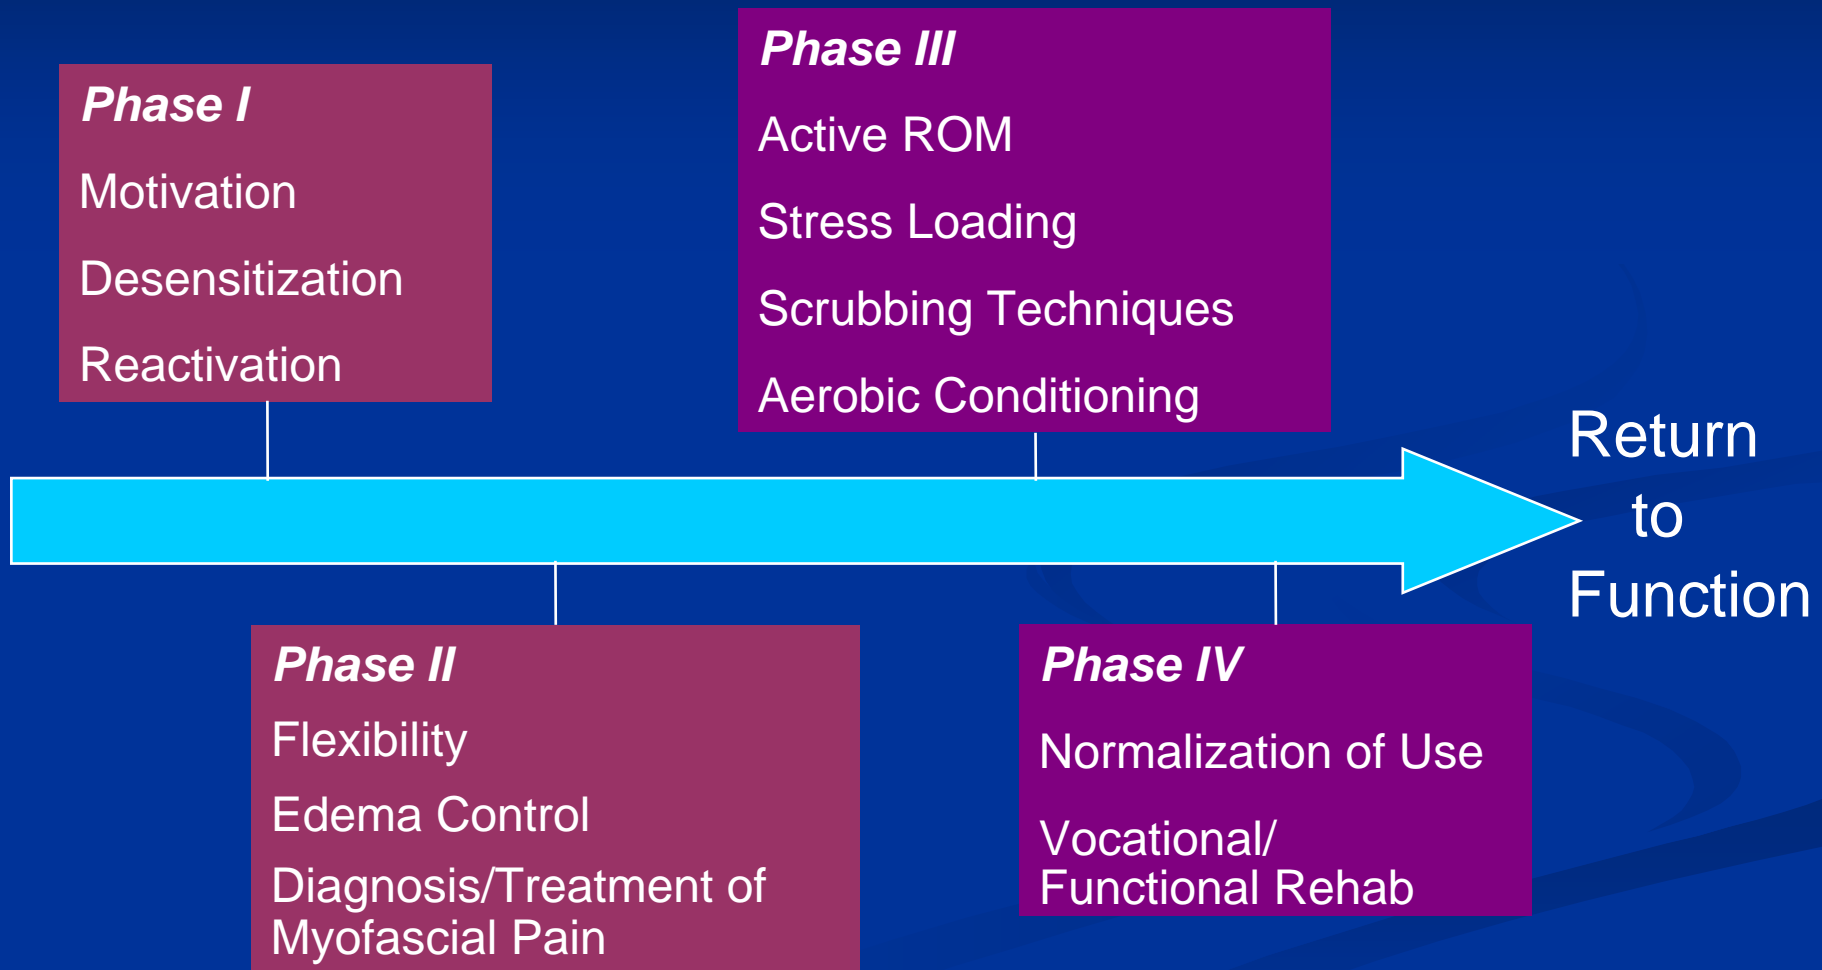 Phase I
Motivation
Desensitization
Reactivation
Phase II
Flexibility
Edema Control
Diagnosis/Treatment of
Myofascial Pain
Phase III
Active ROM
Stress Loading
Scrubbing Techniques
Aerobic Conditioning
Phase IV
Normalization of Use
Vocational/
Functional Rehab
Return
to
Function